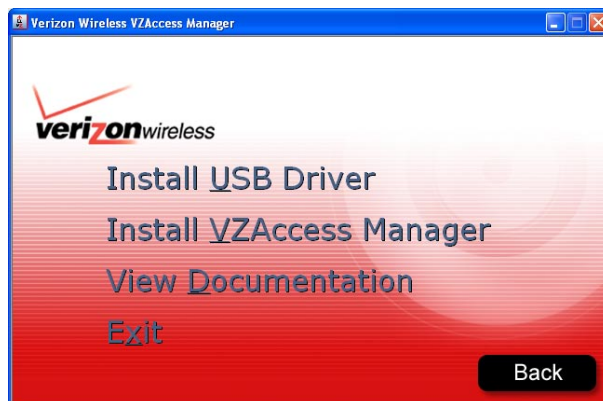 Verizon Wireless VZAccess Manager
verizonwireless
Install USB Driver
Install VZAccess Manager
View Documentation
Exit
Back